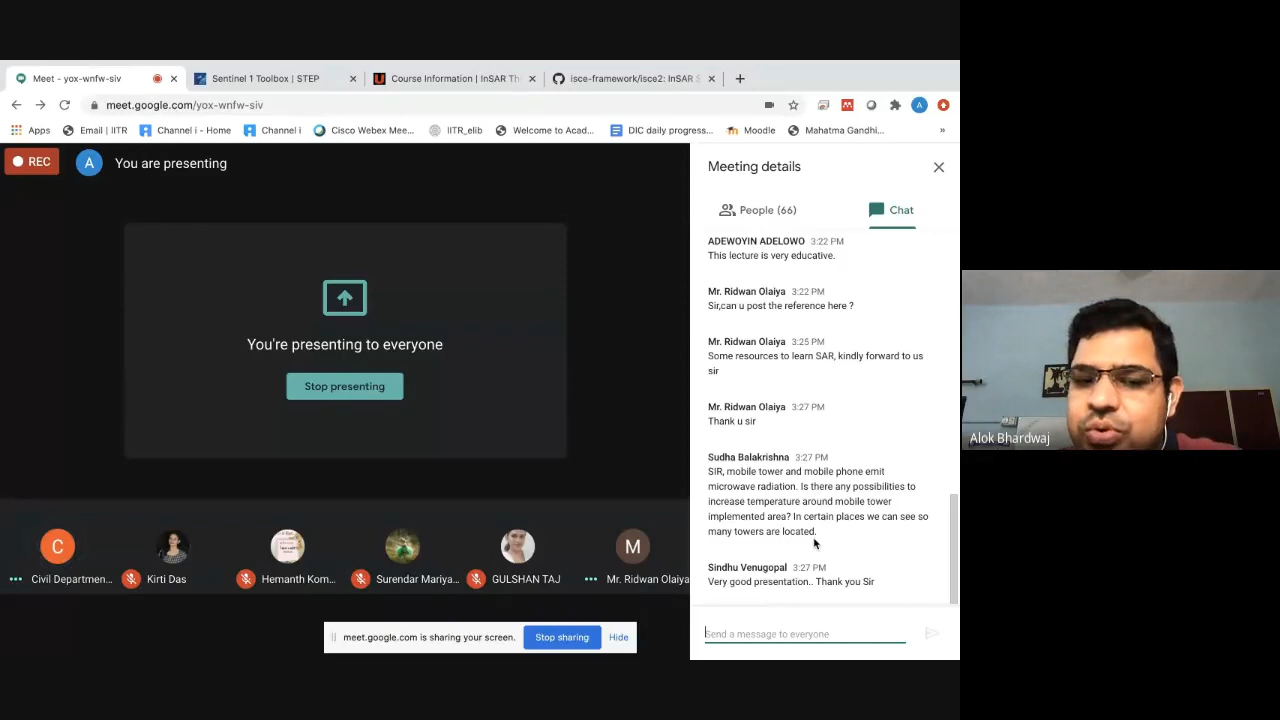 Meet - yox-wnfw-siv
Sentinel 1 Toolbox | STEP
Course Information | InSAR Th
isce-framework/isce2: InSAR S
meet.google.com/yox-wnfw-siv
Apps
Email | IITR
Channel i - Home
Channel i
Cisco Webex Mee...
IITR_elib
Welcome to Acad...
DIC daily progress...
Moodle
Mahatma Gandhi...
»
REC
A
You are presenting
You're presenting to everyone
Stop presenting
C
Civil Departmen...
Kirti Das
Hemanth Kom...
Surendar Mariya...
GULSHAN TAJ
M
Mr. Ridwan Olaiya
meet.google.com is sharing your screen.
Stop sharing
Hide
Meeting details
People (66)
Chat
ADEWOYIN ADELOWO 3:22 PM
This lecture is very educative.
Mr. Ridwan Olaiya 3:22 PM
Sir,can u post the reference here ?
Mr. Ridwan Olaiya 3:25 PM
Some resources to learn SAR, kindly forward to us
sir
Mr. Ridwan Olaiya 3:27 PM
Thank u sir
Sudha Balakrishna 3:27 PM
SIR, mobile tower and mobile phone emit
microwave radiation. Is there any possibilities to
increase temperature around mobile tower
implemented area? In certain places we can see so
many towers are located.
Sindhu Venugopal 3:27 PM
Very good presentation.. Thank you Sir
Send a message to everyone
Alok Bhardwaj